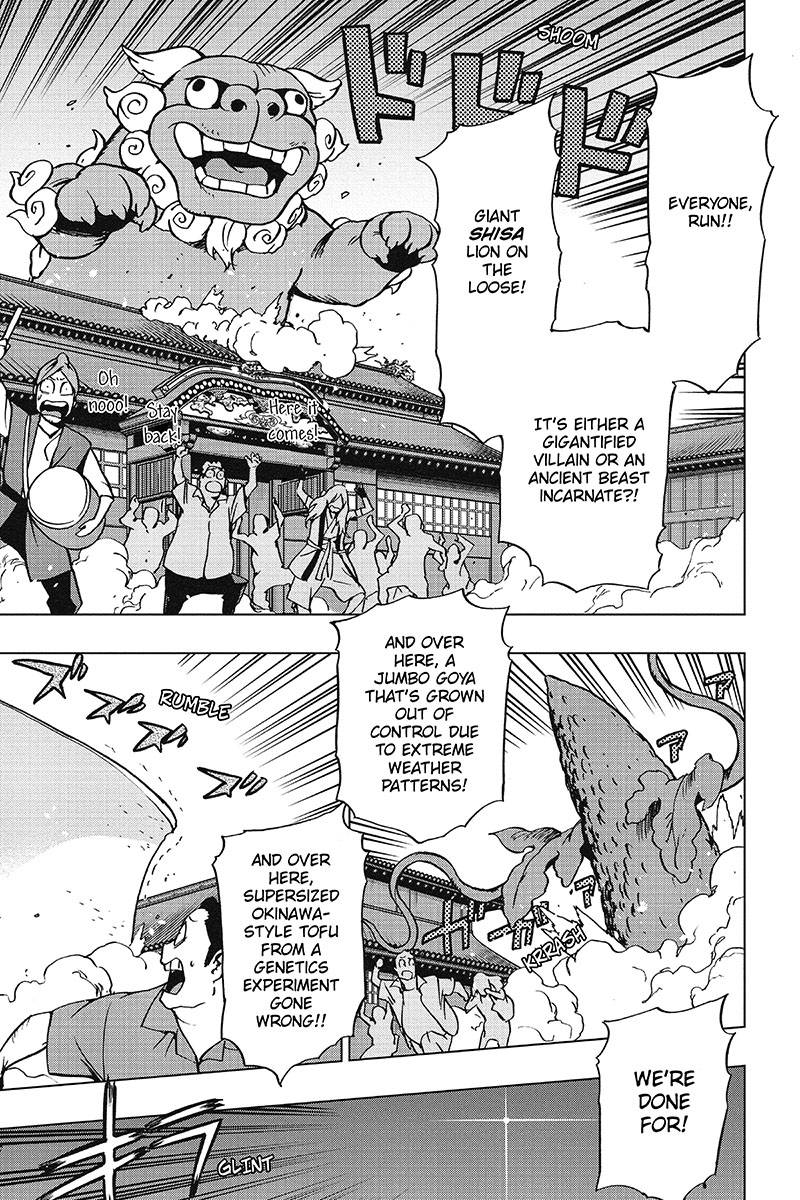 SHOOM
ドドド
EVERYONE,
RUN!!
GIANT
SHISA
LION ON
THE
LOOSE!
IT'S EITHER A
GIGANTIFIED
VILLAIN OR AN
ANCIENT BEAST
INCARNATE?!
Here it
comes!
Stay
back!
Oh
nooo!
AND OVER
HERE, A
JUMBO GOYA
THAT'S GROWN
OUT OF
CONTROL DUE
TO EXTREME
WEATHER
PATTERNS!
KRRASH
RUMBLE
AND OVER
HERE,
SUPERSIZED
OKINAWA-
STYLE TOFU
FROM A
GENETICS
EXPERIMENT
GONE
WRONG!!
WE'RE
DONE
FOR!
GLINT